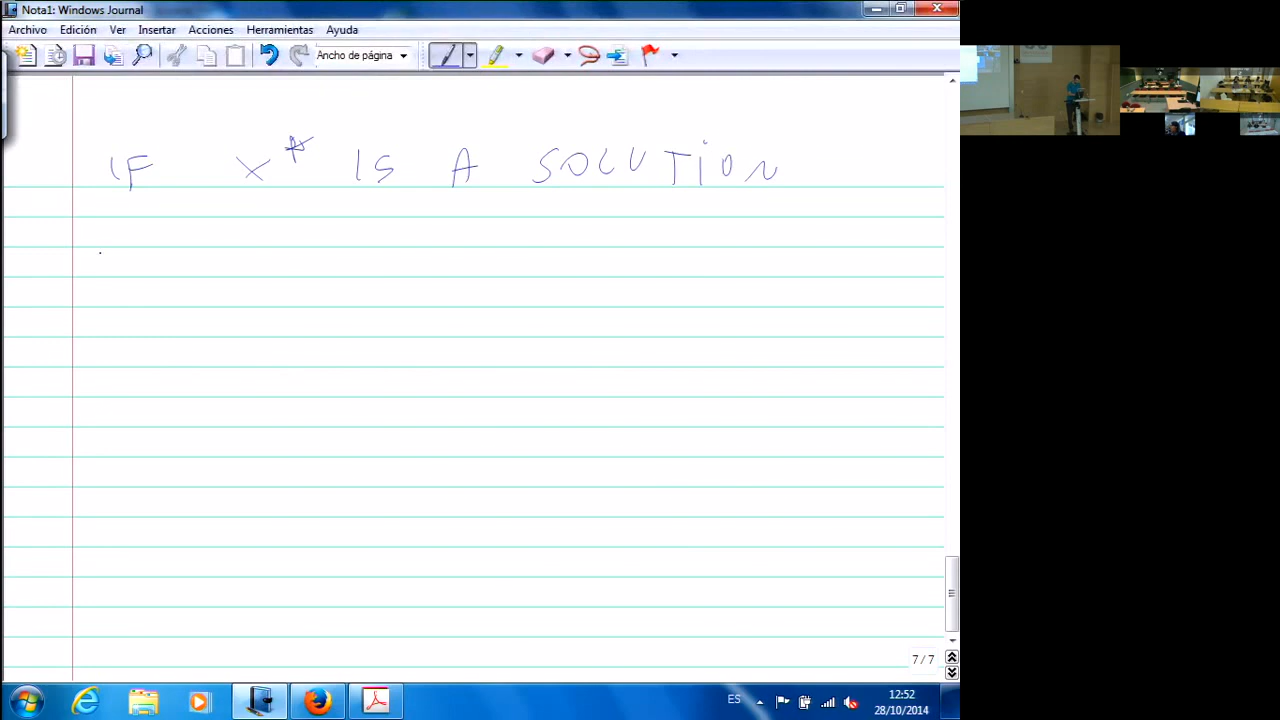 Nota1: Windows Journal
Archivo Edición Ver Insertar Acciones Herramientas Ayuda
Ancho de página
IF X* IS A SOLUTION
7 / 7
ES
12:52
28/10/2014